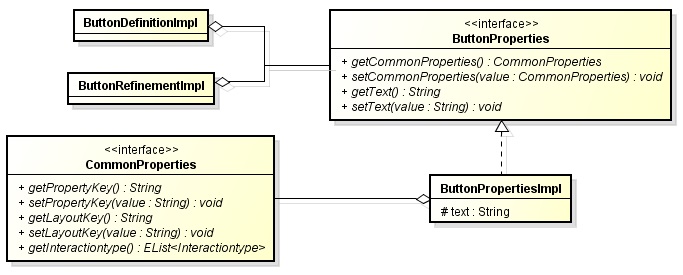 ButtonDefinitionImpl
ButtonRefinementImpl
<<interface>>
ButtonProperties
+ getCommonProperties() : CommonProperties
+ setCommonProperties(value : CommonProperties) : void
+ getText() : String
+ setText(value : String) : void
<<interface>>
CommonProperties
+ getPropertyKey() : String
+ setPropertyKey(value : String) : void
+ getLayoutKey() : String
+ setLayoutKey(value : String) : void
+ getInteractiontype() : EList<Interactiontype>
ButtonPropertiesImpl
# text : String